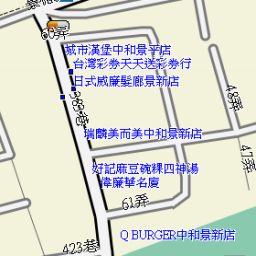 60弄
城市漢堡中和景平店
台灣彩券天天送彩券行
日式威廉髮廊景新店
383巷
48弄
瑞麟美而美中和景新店
47弄
好記麻豆碗粿四神湯
偉廉華名廈
61弄
Q BURGER中和景新店
423巷